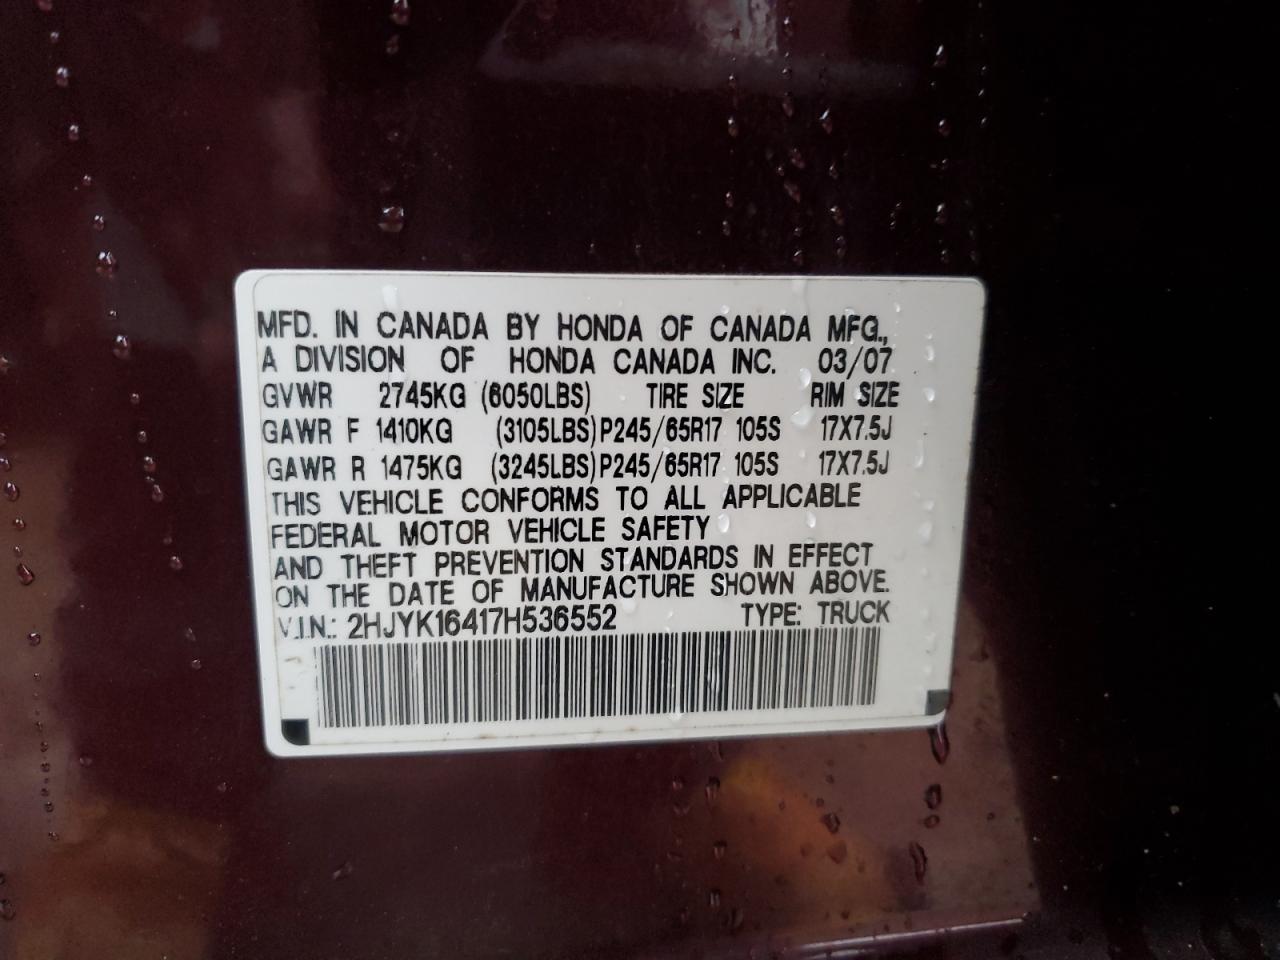 MFD. IN CANADA BY HONDA OF CANADA MFG.,
A DIVISION OF HONDA CANADA INC. 03/07
GVWR 2745KG (6050LBS) TIRE SIZE RIM SIZE
GAWR F 1410KG (3105LBS) P245/65R17 105S 17X7.5J
GAWR R 1475KG (3245LBS) P245/65R17 105S 17X7.5J
THIS VEHICLE CONFORMS TO ALL APPLICABLE
FEDERAL MOTOR VEHICLE SAFETY
AND THEFT PREVENTION STANDARDS IN EFFECT
ON THE DATE OF MANUFACTURE SHOWN ABOVE.
V.I.N.: 2HJYK16417H536552 TYPE: TRUCK